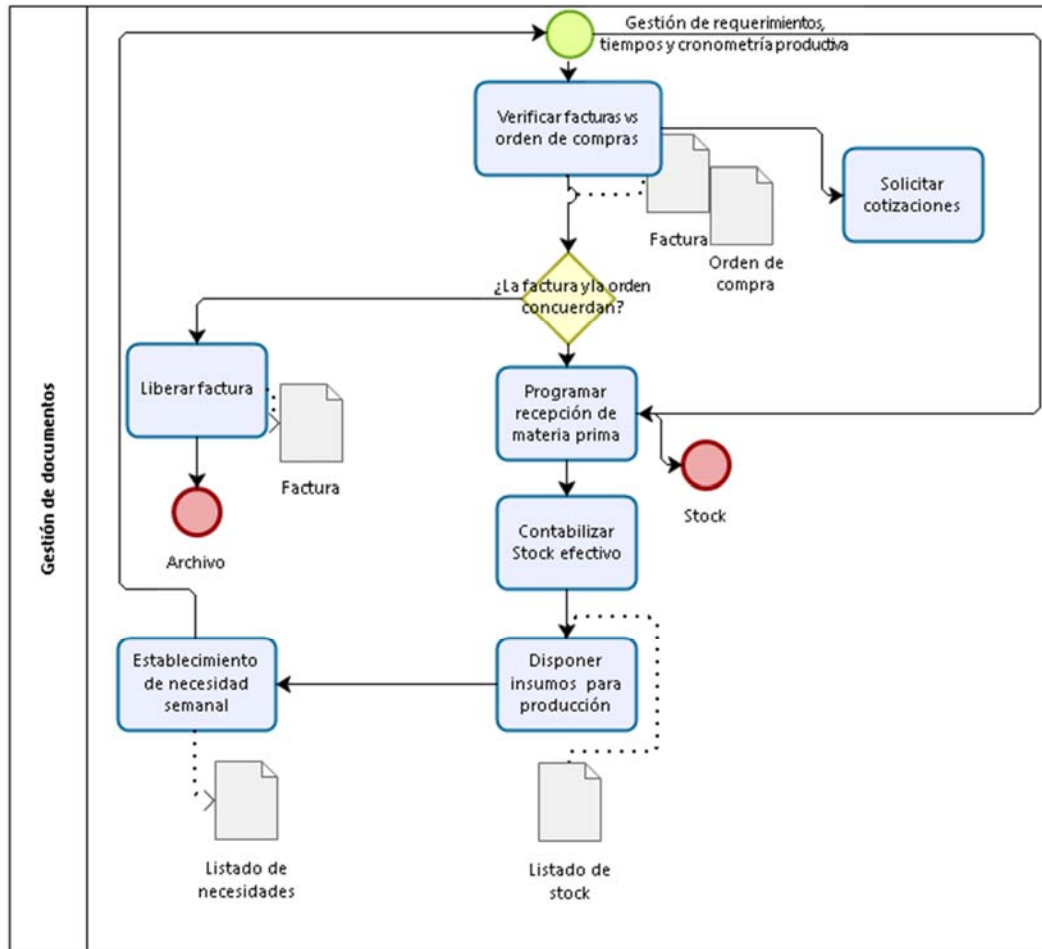 Gestión de documentos
Gestión de requerimientos,
tiempos y cronometría productiva
Verificar facturas vs
orden de compras
Solicitar
cotizaciones
Factura
Orden de
compra
¿La factura y la orden
concuerdan?
Liberar factura
Programar
recepción de
materia prima
Factura
Stock
Archivo
Contabilizar
Stock efectivo
Establecimiento
de necesidad
semanal
Disponer
insumos para
producción
Listado de
necesidades
Listado de
stock